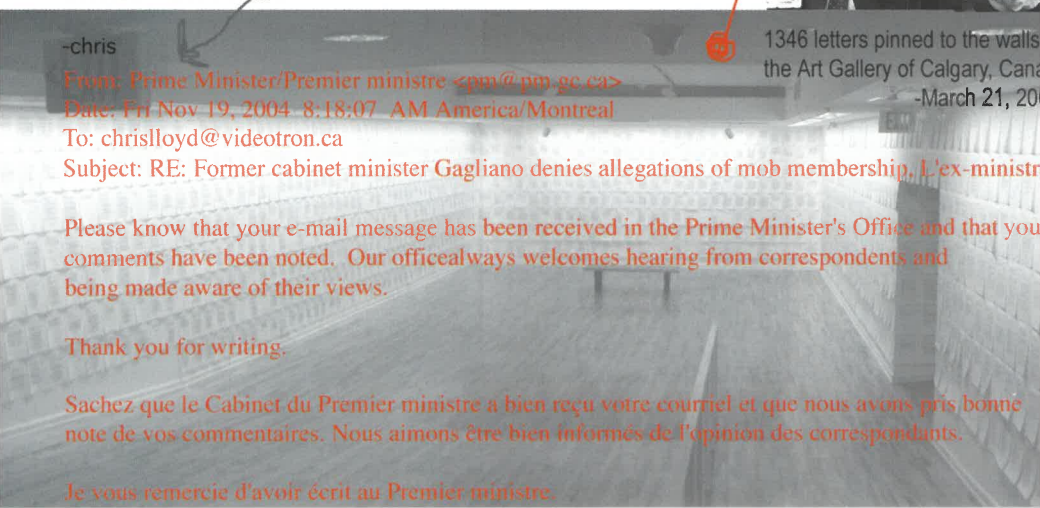 -chris
1346 letters pinned to the walls
the Art Gallery of Calgary, Cana
-March 21, 200
From: Prime Minister/Premier ministre <pm@pm.gc.ca>
Date: Fri Nov 19, 2004 8:18:07 AM America/Montreal
To: chrislloyd@videotron.ca
Subject: RE: Former cabinet minister Gagliano denies allegations of mob membership, L'ex-ministr
Please know that your e-mail message has been received in the Prime Minister's Office and that you
comments have been noted. Our officealways welcomes hearing from correspondents and
being made aware of their views.
Thank you for writing.
Sachez que le Cabinet du Premier ministre a bien reçu votre courriel et que nous avons pris bonne
note de vos commentaires. Nous aimons être bien informés de l'opinion des correspondants.
Je vous remercie d'avoir écrit au Premier ministre.